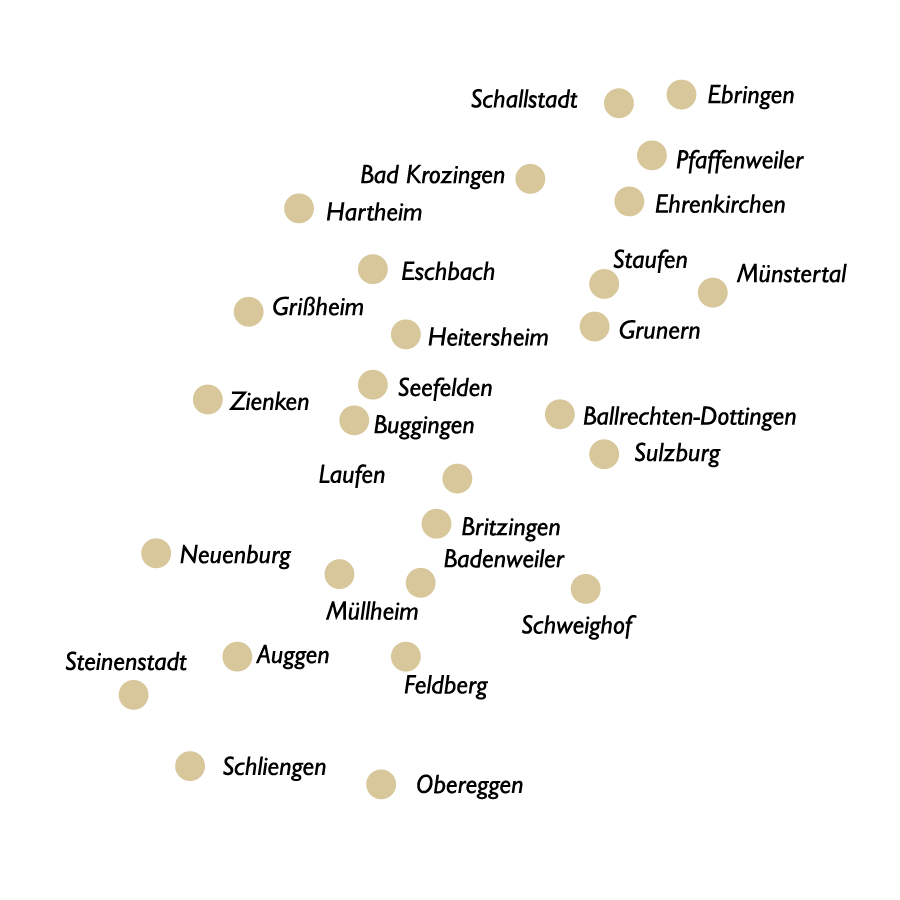 Ebringen
Schallstadt
Pfaffenweiler
Bad Krozingen
Ehrenkirchen
Hartheim
Staufen
Eschbach
Münstertal
Grißheim
Grunern
Heitersheim
Seefelden
Zienken
Ballrechten-Dottingen
Buggingen
Sulzburg
Laufen
Britzingen
Neuenburg
Badenweiler
Müllheim
Schweighof
Auggen
Steinenstadt
Feldberg
Schliengen
Obereggen